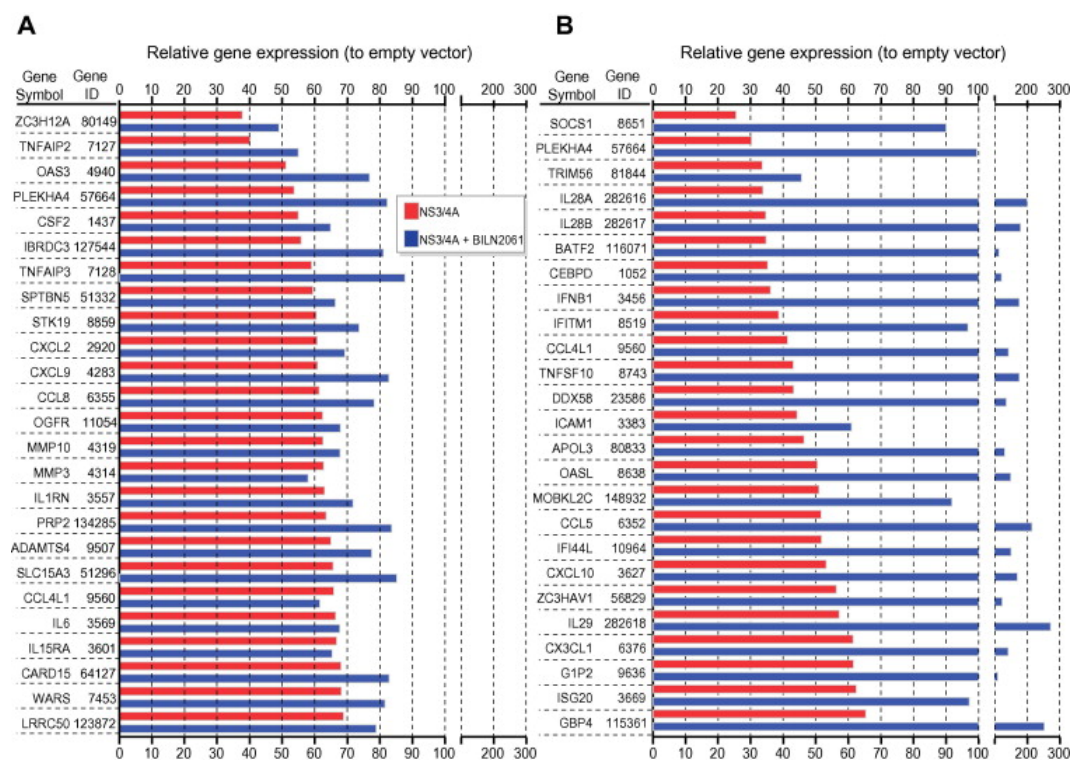 A
Relative gene expression (to empty vector)
Gene Symbol Gene ID
0 10 20 30 40 50 60 70 80 90 100 100 200 300
ZC3H12A 80149
TNFAIP2 7127
OAS3 4940
PLEKHA4 57664
CSF2 1437
IBRDC3 127544
TNFAIP3 7128
SPTBN5 51332
STK19 8859
CXCL2 2920
CXCL9 4283
CCL8 6355
OGFR 11054
MMP10 4319
MMP3 4314
IL1RN 3557
PRP2 134285
ADAMTS4 9507
SLC15A3 51296
CCL4L1 9560
IL6 3569
IL15RA 3601
CARD15 64127
WARS 7453
LRRC50 123872
0 10 20 30 40 50 60 70 80 90 100 100 200 300
NS3/4A
NS3/4A + BILN2061
B
Relative gene expression (to empty vector)
Gene Symbol Gene ID
0 10 20 30 40 50 60 70 80 90 100 100 200 300
SOCS1 8651
PLEKHA4 57664
TRIM56 81844
IL28A 282616
IL28B 282617
BATF2 116071
CEBPD 1052
IFNB1 3456
IFITM1 8519
CCL4L1 9560
TNFSF10 8743
DDX58 23586
ICAM1 3383
APOL3 80833
OASL 8638
MOBKL2C 148932
CCL5 6352
IFI44L 10964
CXCL10 3627
ZC3HAV1 56829
IL29 282618
CX3CL1 6376
G1P2 9636
ISG20 3669
GBP4 115361
0 10 20 30 40 50 60 70 80 90 100 100 200 300